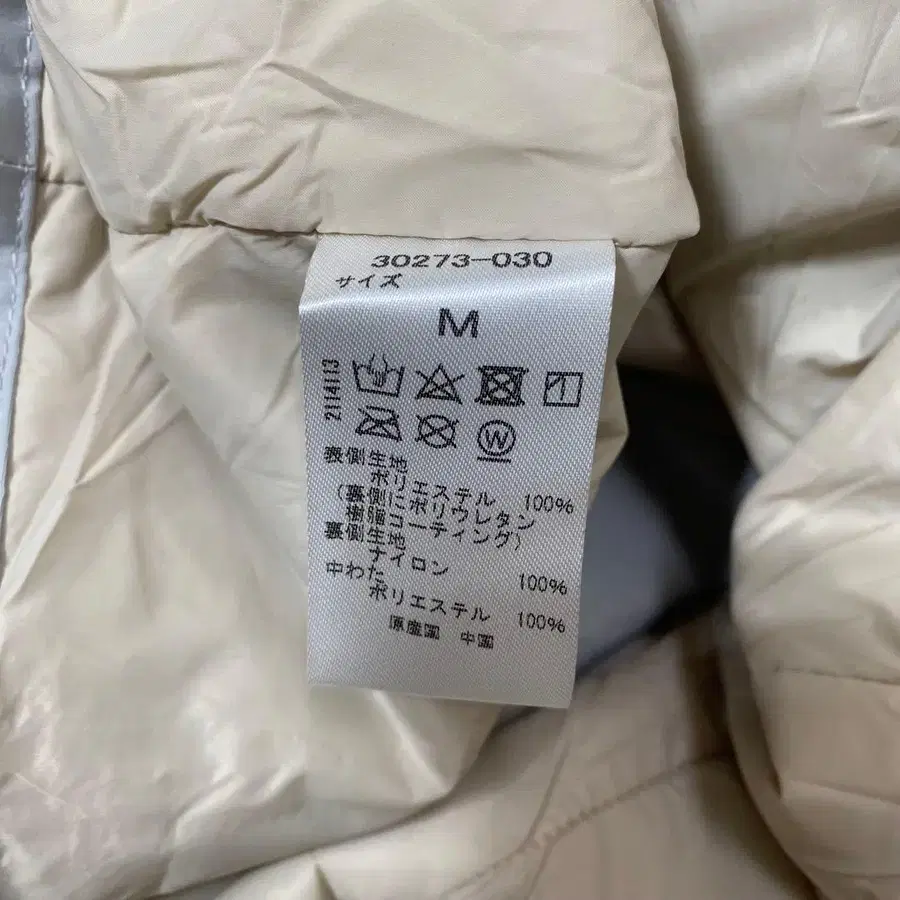 30273-030
サイズ
M
2114113
W
表側生地
ポリエステル 100%
(裏側にポリウレタン
樹脂コーティング)
裏側生地
ナイロン 100%
中わた
ポリエステル 100%
原産国 中国